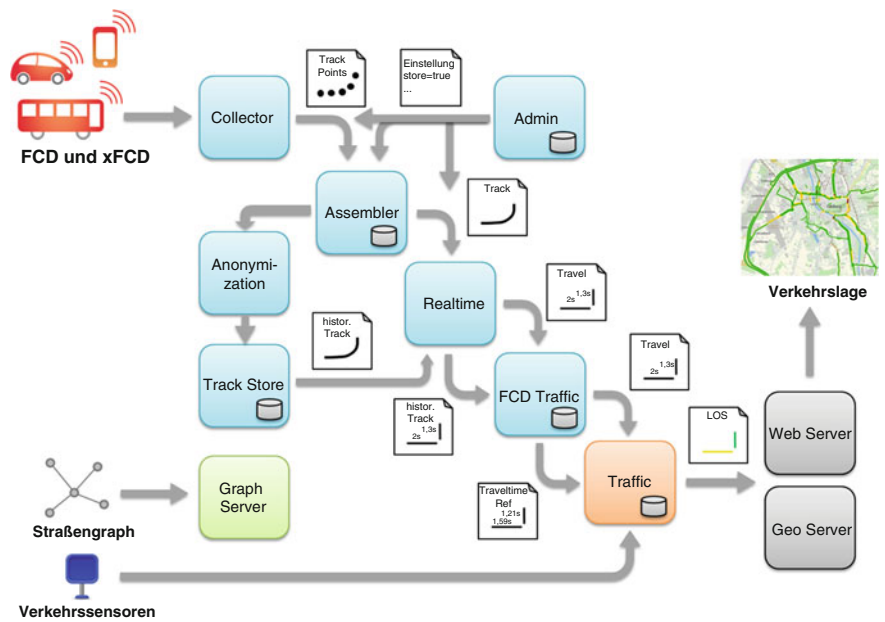 Track
Points
Einstellung
store=true
...
Collector
Admin
FCD und xFCD
Track
Assembler
Anonymi-
zation
Realtime
Travel
2s
1,3s
Verkehrslage
histor.
Track
Track Store
FCD Traffic
Travel
2s
1,3s
histor.
Track
2s
1,3s
LOS
Web Server
Graph
Server
Traffic
Traveltime
Ref
1,21s
1,59s
Straßengraph
Geo Server
Verkehrssensoren